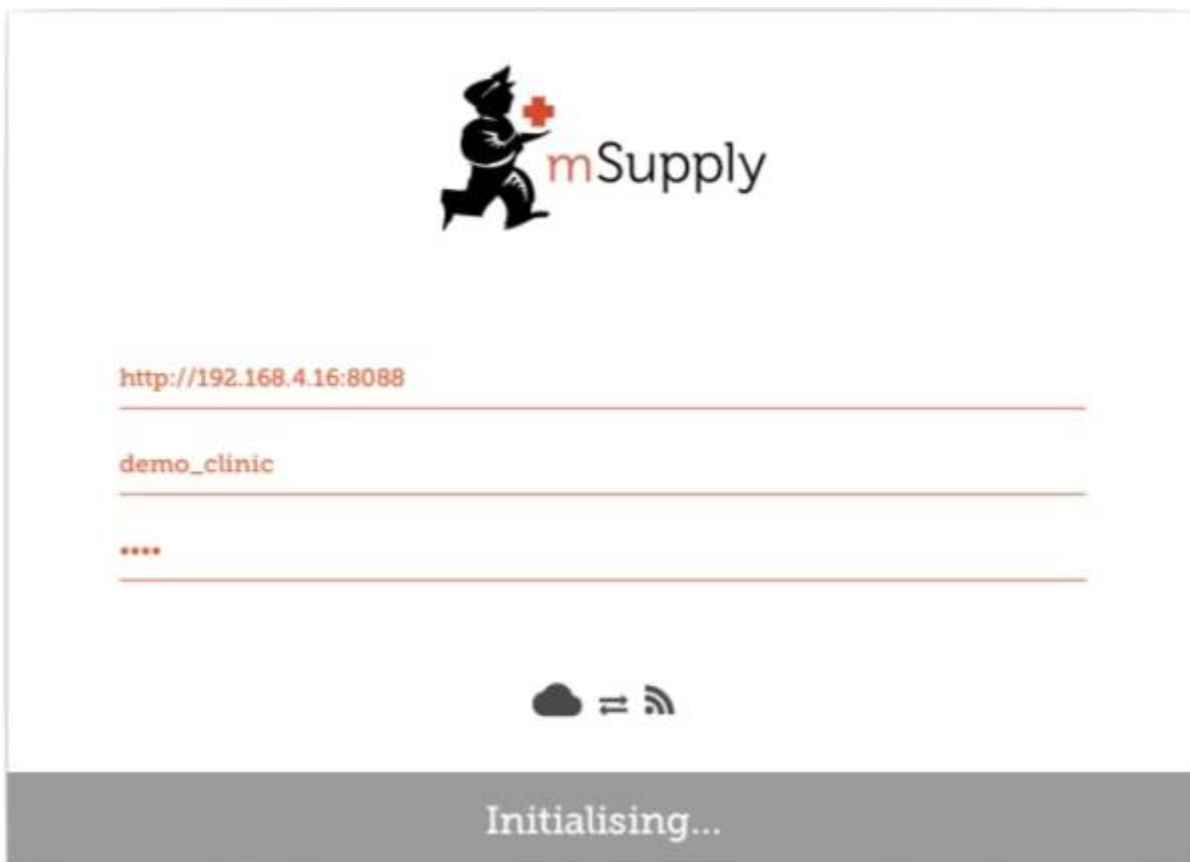 mSupply
http://192.168.4.16:8088
demo_clinic
••••
Initialising...